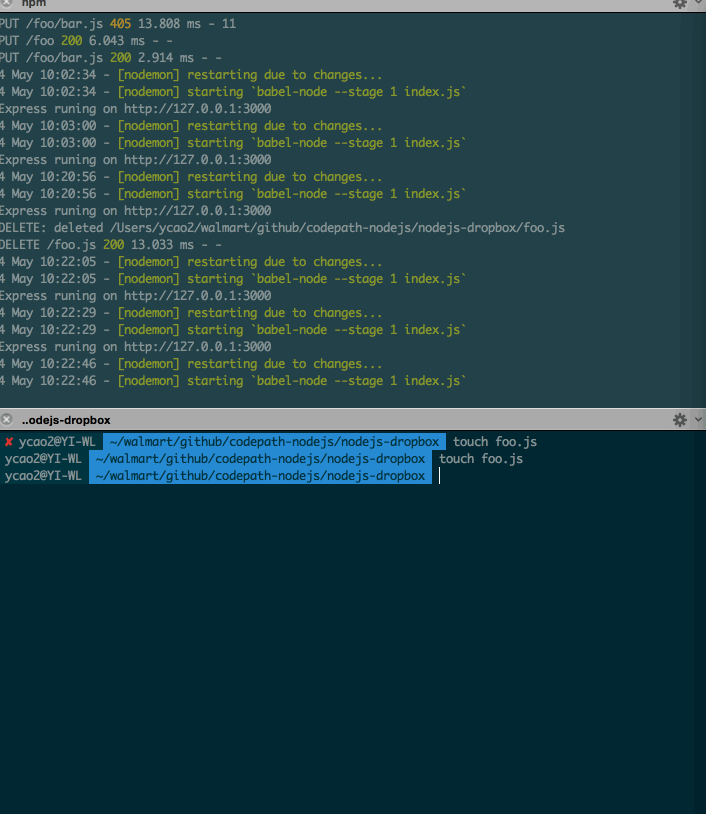 npm
PUT /foo/bar.js 405 13.808 ms - 11
PUT /foo 200 6.043 ms - -
PUT /foo/bar.js 200 2.914 ms - -
4 May 10:02:34 - [nodemon] restarting due to changes...
4 May 10:02:34 - [nodemon] starting `babel-node --stage 1 index.js`
Express runing on http://127.0.0.1:3000
4 May 10:03:00 - [nodemon] restarting due to changes...
4 May 10:03:00 - [nodemon] starting `babel-node --stage 1 index.js`
Express runing on http://127.0.0.1:3000
4 May 10:20:56 - [nodemon] restarting due to changes...
4 May 10:20:56 - [nodemon] starting `babel-node --stage 1 index.js`
Express runing on http://127.0.0.1:3000
DELETE: deleted /Users/ycao2/walmart/github/codepath-nodejs/nodejs-dropbox/foo.js
DELETE /foo.js 200 13.033 ms - -
4 May 10:22:05 - [nodemon] restarting due to changes...
4 May 10:22:05 - [nodemon] starting `babel-node --stage 1 index.js`
Express runing on http://127.0.0.1:3000
4 May 10:22:29 - [nodemon] restarting due to changes...
4 May 10:22:29 - [nodemon] starting `babel-node --stage 1 index.js`
Express runing on http://127.0.0.1:3000
4 May 10:22:46 - [nodemon] restarting due to changes...
4 May 10:22:46 - [nodemon] starting `babel-node --stage 1 index.js`
..odejs-dropbox
✘ ycao2@YI-WL ~/walmart/github/codepath-nodejs/nodejs-dropbox touch foo.js
ycao2@YI-WL ~/walmart/github/codepath-nodejs/nodejs-dropbox touch foo.js
ycao2@YI-WL ~/walmart/github/codepath-nodejs/nodejs-dropbox